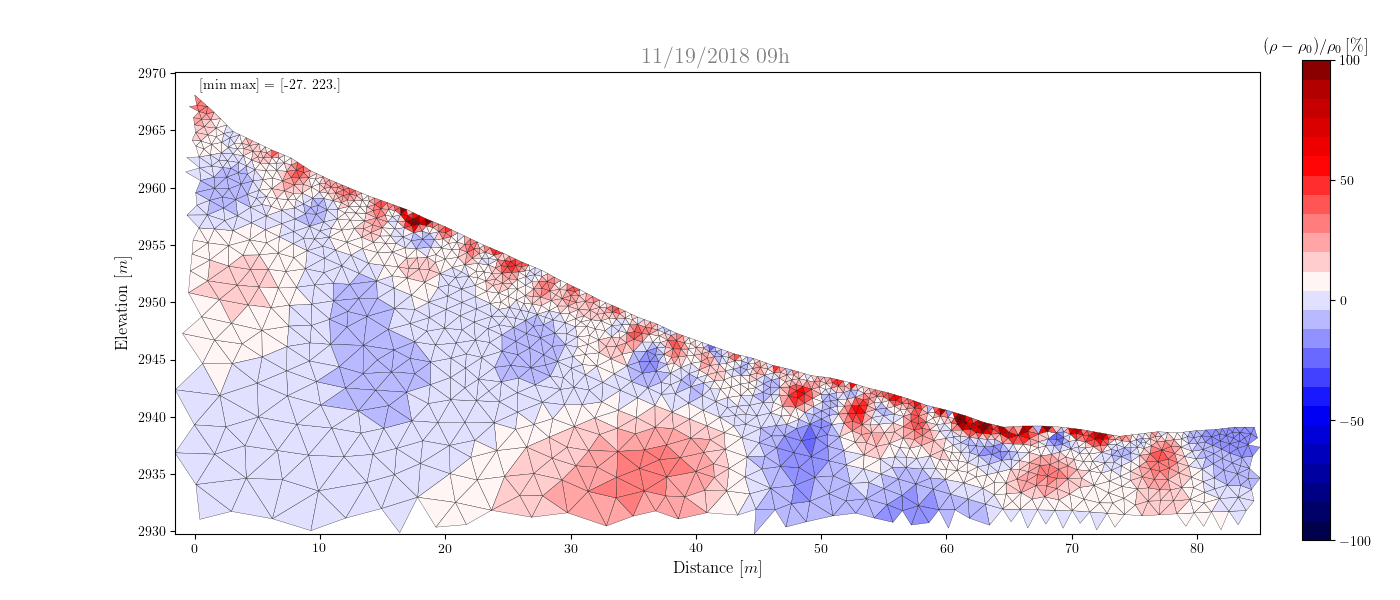 11/19/2018 09h
(ρ − ρ₀)/ρ₀ [%]
[min max] = [-27. 223.]
2970
2965
2960
2955
2950
2945
2940
2935
2930
Elevation [m]
0 10 20 30 40 50 60 70 80
Distance [m]
100
50
0
−50
−100